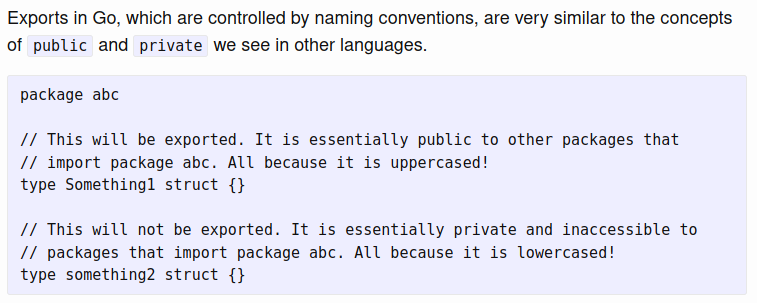 Exports in Go, which are controlled by naming conventions, are very similar to the concepts
of public and private we see in other languages.
package abc
// This will be exported. It is essentially public to other packages that
// import package abc. All because it is uppercased!
type Something1 struct {}
// This will not be exported. It is essentially private and inaccessible to
// packages that import package abc. All because it is lowercased!
type something2 struct {}